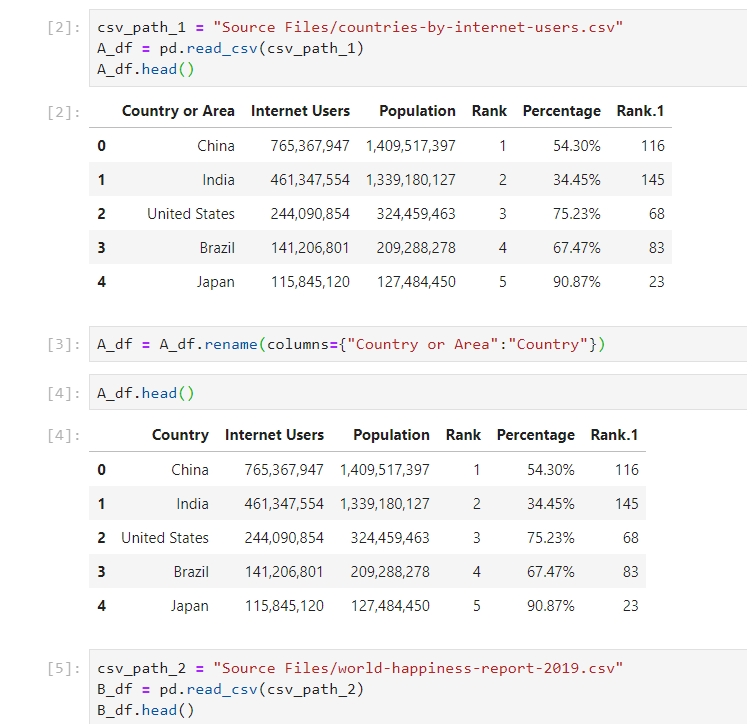 [2]: csv_path_1 = "Source Files/countries-by-internet-users.csv"
A_df = pd.read_csv(csv_path_1)
A_df.head()
[2]: Country or Area Internet Users Population Rank Percentage Rank.1
0 China 765,367,947 1,409,517,397 1 54.30% 116
1 India 461,347,554 1,339,180,127 2 34.45% 145
2 United States 244,090,854 324,459,463 3 75.23% 68
3 Brazil 141,206,801 209,288,278 4 67.47% 83
4 Japan 115,845,120 127,484,450 5 90.87% 23
[3]: A_df = A_df.rename(columns={"Country or Area":"Country"})
[4]: A_df.head()
[4]: Country Internet Users Population Rank Percentage Rank.1
0 China 765,367,947 1,409,517,397 1 54.30% 116
1 India 461,347,554 1,339,180,127 2 34.45% 145
2 United States 244,090,854 324,459,463 3 75.23% 68
3 Brazil 141,206,801 209,288,278 4 67.47% 83
4 Japan 115,845,120 127,484,450 5 90.87% 23
[5]: csv_path_2 = "Source Files/world-happiness-report-2019.csv"
B_df = pd.read_csv(csv_path_2)
B_df.head()